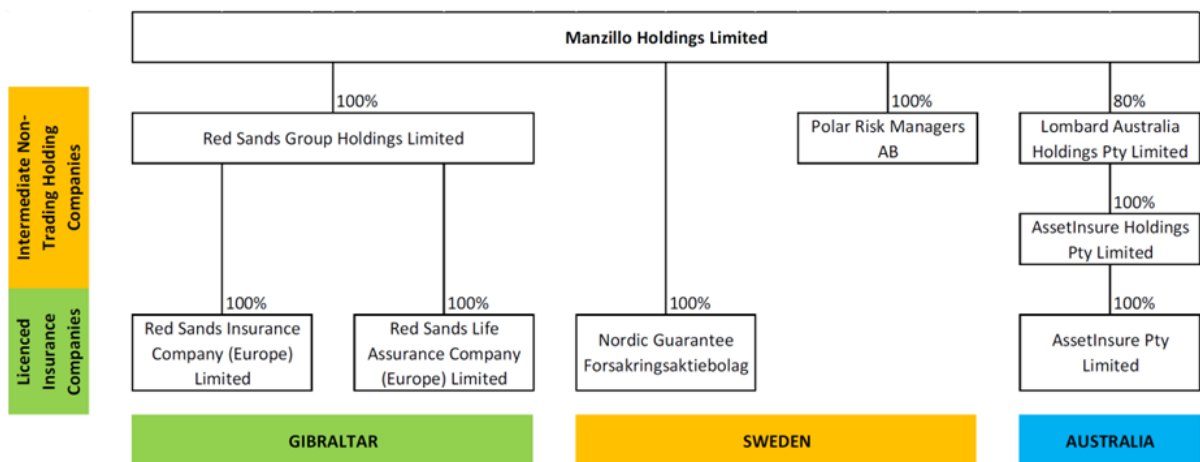 Manzillo Holdings Limited
Intermediate Non-
Trading Holding
Companies
100%
100%
80%
Red Sands Group Holdings Limited
Polar Risk Managers
AB
Lombard Australia
Holdings Pty Limited
100%
AssetInsure Holdings
Pty Limited
Licenced
Insurance
Companies
100%
100%
100%
100%
Red Sands Insurance
Company (Europe)
Limited
Red Sands Life
Assurance Company
(Europe) Limited
Nordic Guarantee
Forsakringsaktiebolag
AssetInsure Pty
Limited
GIBRALTAR
SWEDEN
AUSTRALIA